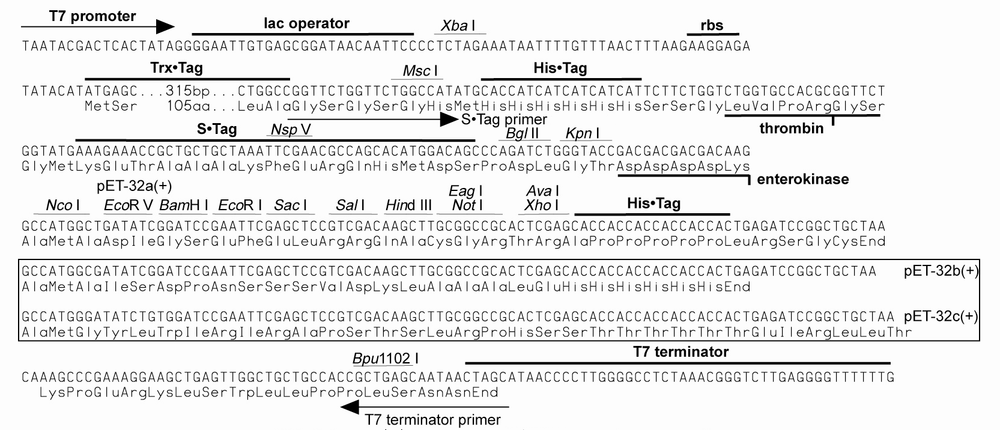 T7 promoter
lac operator
Xba I
rbs
TAATACGACTCACTATAGGGGAATTGTGAGCGGATAACAATTCCCCTCTAGAAATAATTTTGTTTAACTTTAAGAAGGAGA
Trx•Tag
Msc I
His•Tag
TATACATATGAGC...315bp...CTGGCCGGTTCTGGTTCTGGCCATATGCACCATCATCATCATCATTCTTCTGGTCTGGTGCCACGCGGTTCT
MetSer 105aa...LeuAlaGlySerGlySerGlyHisMetHisHisHisHisHisHisSerSerGlyLeuValProArgGlySer
S•Tag primer
thrombin
S•Tag
Nsp V
Bgl II
Kpn I
GGTATGAAAGAAACCGCTGCTGCTAAATTCGAACGCCAGCACATGGACAGCCCAGATCTGGGTACCGACGACGACGACAAG
GlyMetLysGluThrAlaAlaAlaLysPheGluArgGlnHisMetAspSerProAspLeuGlyThrAspAspAspAspLys
enterokinase
pET-32a(+)
Eag I
Ava I
Nco I
EcoR V
BamH I
EcoR I
Sac I
Sal I
Hind III
Not I
Xho I
His•Tag
GCCATGGCTGATATCGGATCCGAATTCGAGCTCCGTCGACAAGCTTGCGGCCGCACTCGAGCACCACCACCACCACCACTGAGATCCGGCTGCTAA
AlaMetAlaAspIleGlySerGluPheGluLeuArgArgGlnAlaCysGlyArgThrArgAlaProProProProProLeuArgSerGlyCysEnd
GCCATGGCGATATCGGATCCGAATTCGAGCTCCGTCGACAAGCTTGCGGCCGCACTCGAGCACCACCACCACCACCACTGAGATCCGGCTGCTAA pET-32b(+)
AlaMetAlaIleSerAspProAsnSerSerSerValAspLysLeuAlaAlaAlaLeuGluHisHisHisHisHisHisEnd
GCCATGGGATATCTGTGGATCCGAATTCGAGCTCCGTCGACAAGCTTGCGGCCGCACTCGAGCACCACCACCACCACCACTGAGATCCGGCTGCTAA pET-32c(+)
AlaMetGlyTyrLeuTrpIleArgIleArgAlaProSerThrSerLeuArgProHisSerSerThrThrThrThrThrThrGluIleArgLeuLeuThr
Bpu1102 I
T7 terminator
CAAAGCCCGAAAGGAAGCTGAGTTGGCTGCTGCCACCGCTGAGCAATAACTAGCATAACCCCTTGGGGCCTCTAAACGGGTCTTGAGGGGTTTTTTG
LysProGluArgLysLeuSerTrpLeuLeuProProLeuSerAsnAsnEnd
T7 terminator primer